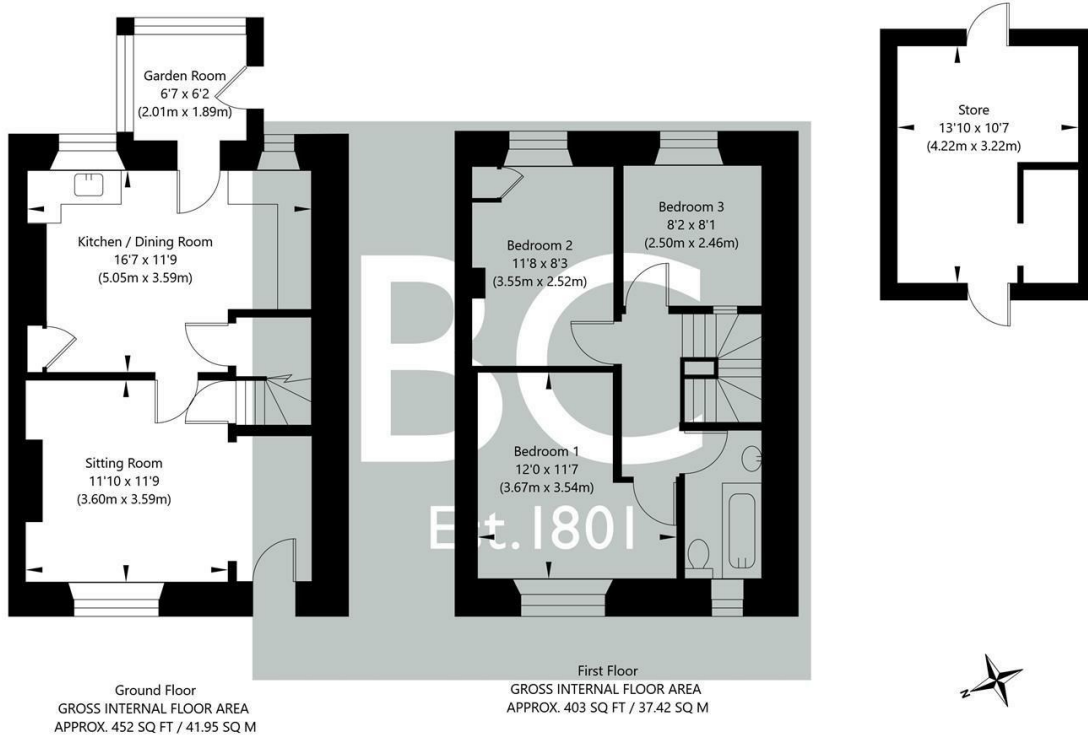 Garden Room
6'7 x 6'2
(2.01m x 1.89m)
Kitchen / Dining Room
16'7 x 11'9
(5.05m x 3.59m)
Sitting Room
11'10 x 11'9
(3.60m x 3.59m)
Ground Floor
GROSS INTERNAL FLOOR AREA
APPROX. 452 SQ FT / 41.95 SQ M
Bedroom 2
11'8 x 8'3
(3.55m x 2.52m)
Bedroom 3
8'2 x 8'1
(2.50m x 2.46m)
Bedroom 1
12'0 x 11'7
(3.67m x 3.54m)
First Floor
GROSS INTERNAL FLOOR AREA
APPROX. 403 SQ FT / 37.42 SQ M
Store
13'10 x 10'7
(4.22m x 3.22m)
BC
Est.1801
N